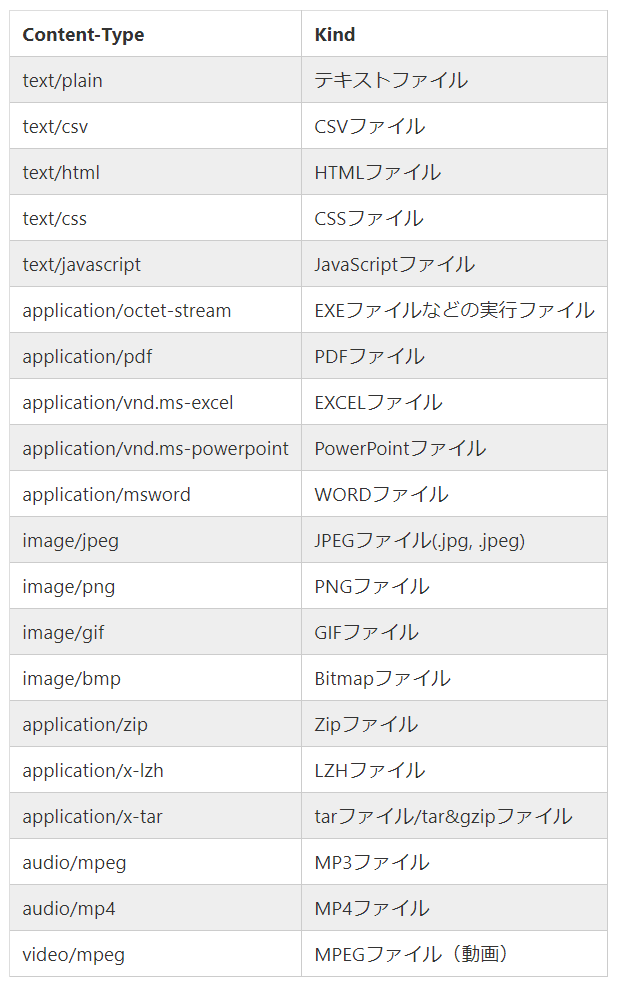 Content-Type Kind
text/plain テキストファイル
text/csv CSVファイル
text/html HTMLファイル
text/css CSSファイル
text/javascript JavaScriptファイル
application/octet-stream EXEファイルなどの実行ファイル
application/pdf PDFファイル
application/vnd.ms-excel EXCELファイル
application/vnd.ms-powerpoint PowerPointファイル
application/msword WORDファイル
image/jpeg JPEGファイル(.jpg, .jpeg)
image/png PNGファイル
image/gif GIFファイル
image/bmp Bitmapファイル
application/zip Zipファイル
application/x-lzh LZHファイル
application/x-tar tarファイル/tar&gzipファイル
audio/mpeg MP3ファイル
audio/mp4 MP4ファイル
video/mpeg MPEGファイル（動画）